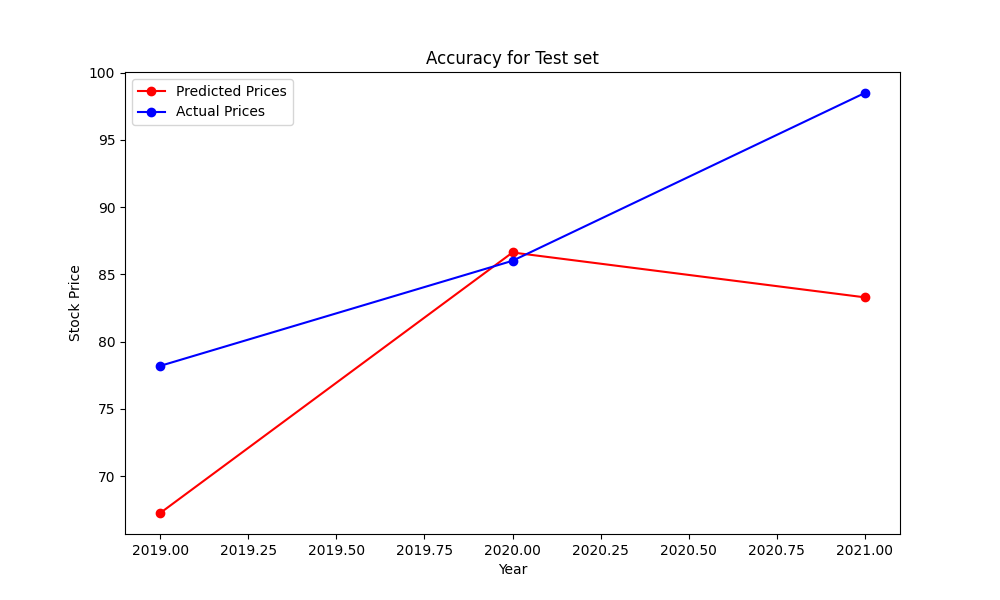 Accuracy for Test set
Predicted Prices
Actual Prices
Stock Price
100
95
90
85
80
75
70
2019.00 2019.25 2019.50 2019.75 2020.00 2020.25 2020.50 2020.75 2021.00
Year